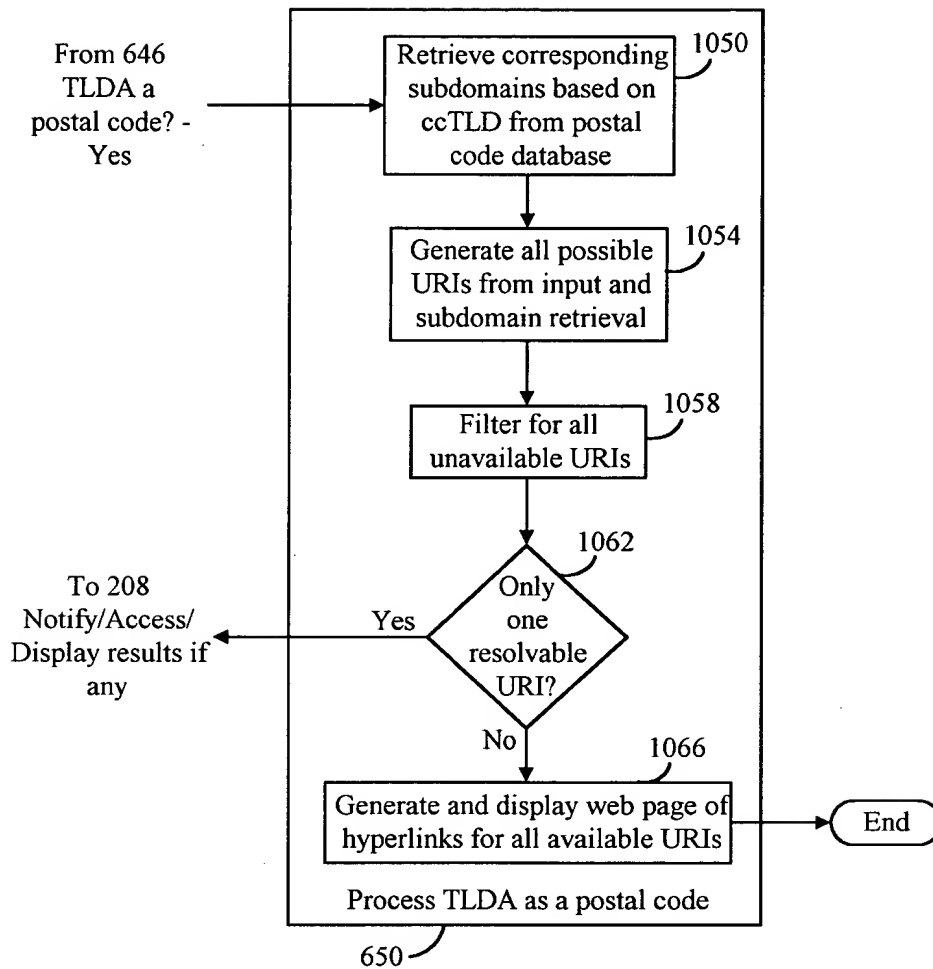 From 646
TLDA a
postal code? -
Yes
Retrieve corresponding
subdomains based on
ccTLD from postal
code database
1050
Generate all possible
URIs from input and
subdomain retrieval
1054
Filter for all
unavailable URIs
1058
Only
one
resolvable
URI?
1062
Yes
To 208
Notify/Access/
Display results if
any
No
Generate and display web page of
hyperlinks for all available URIs
1066
End
Process TLDA as a postal code
650